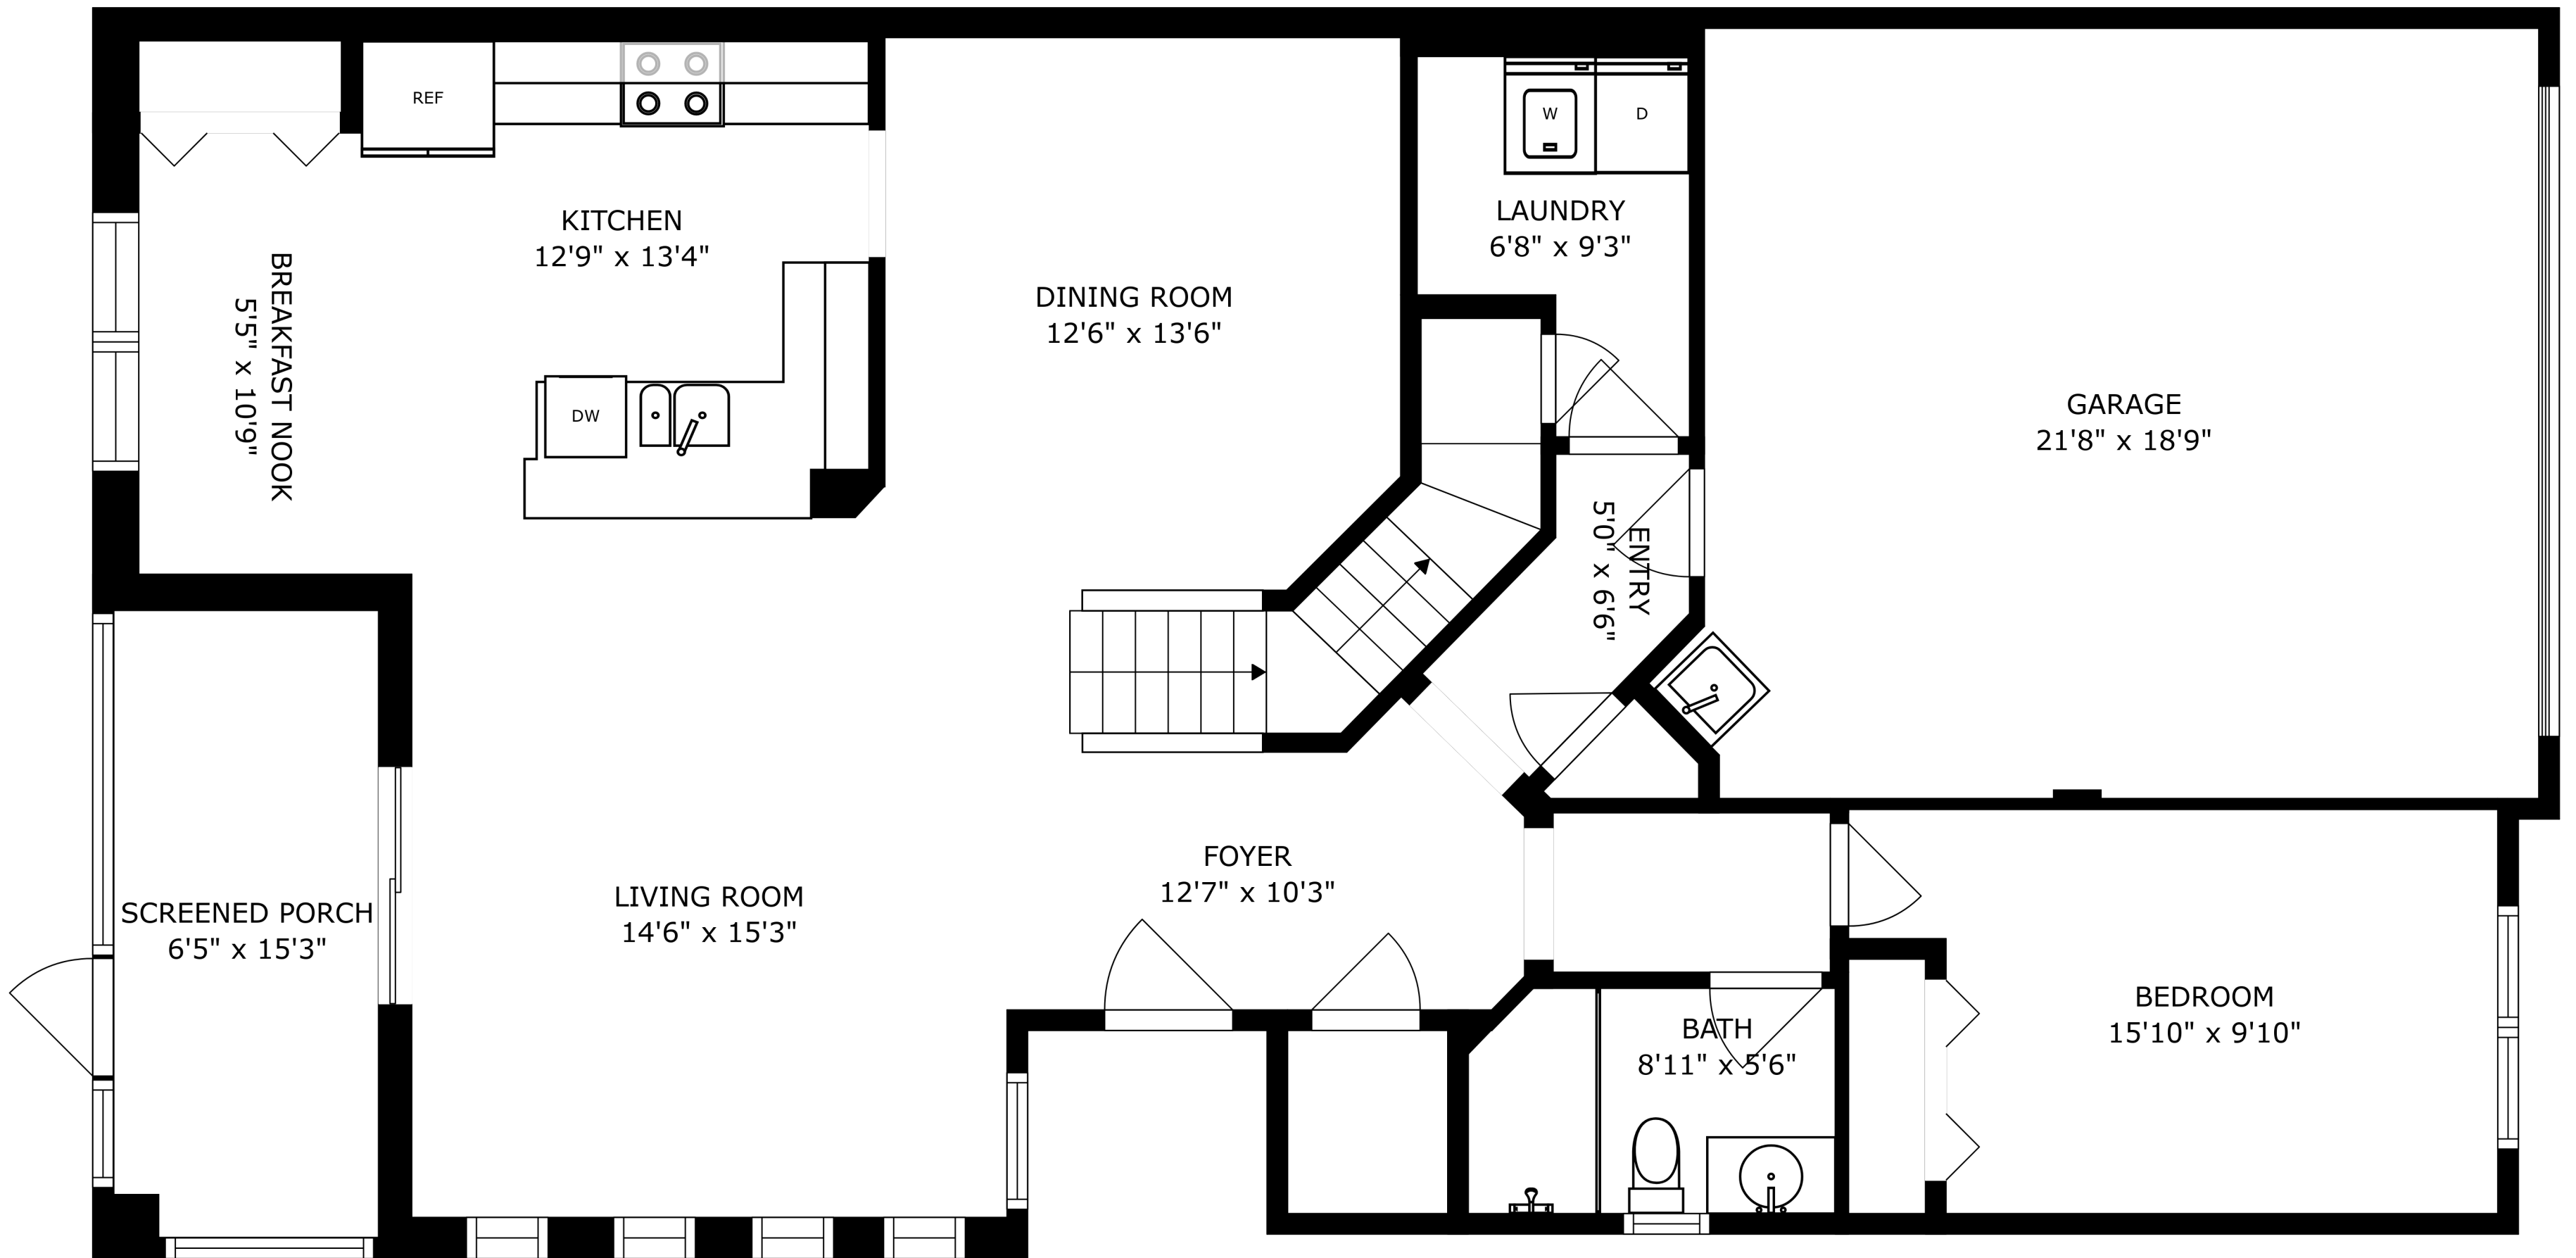 REF
KITCHEN
12'9" x 13'4"
BREAKFAST NOOK
5'5" x 10'9"
DW
DINING ROOM
12'6" x 13'6"
W
D
LAUNDRY
6'8" x 9'3"
GARAGE
21'8" x 18'9"
ENTRY
5'0" x 6'6"
SCREENED PORCH
6'5" x 15'3"
LIVING ROOM
14'6" x 15'3"
FOYER
12'7" x 10'3"
BATH
8'11" x 5'6"
BEDROOM
15'10" x 9'10"